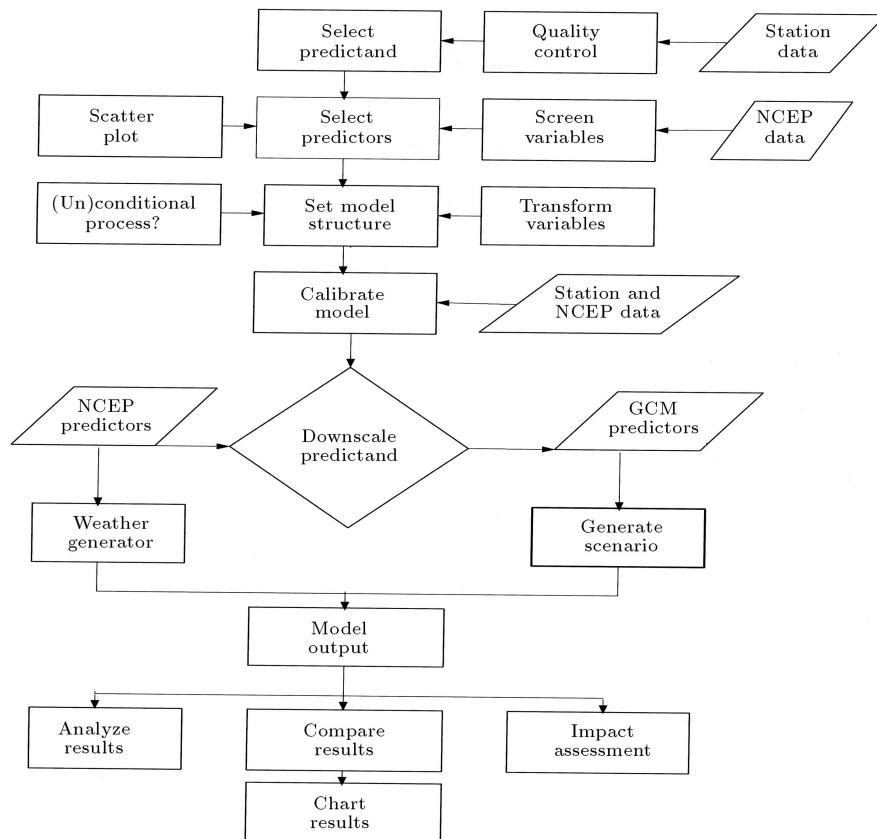 Select
predictand
Quality
control
Station
data
Scatter
plot
Select
predictors
Screen
variables
NCEP
data
(Un)conditional
process?
Set model
structure
Transform
variables
Calibrate
model
Station and
NCEP data
NCEP
predictors
Downscale
predictand
GCM
predictors
Weather
generator
Generate
scenario
Model
output
Analyze
results
Compare
results
Impact
assessment
Chart
results